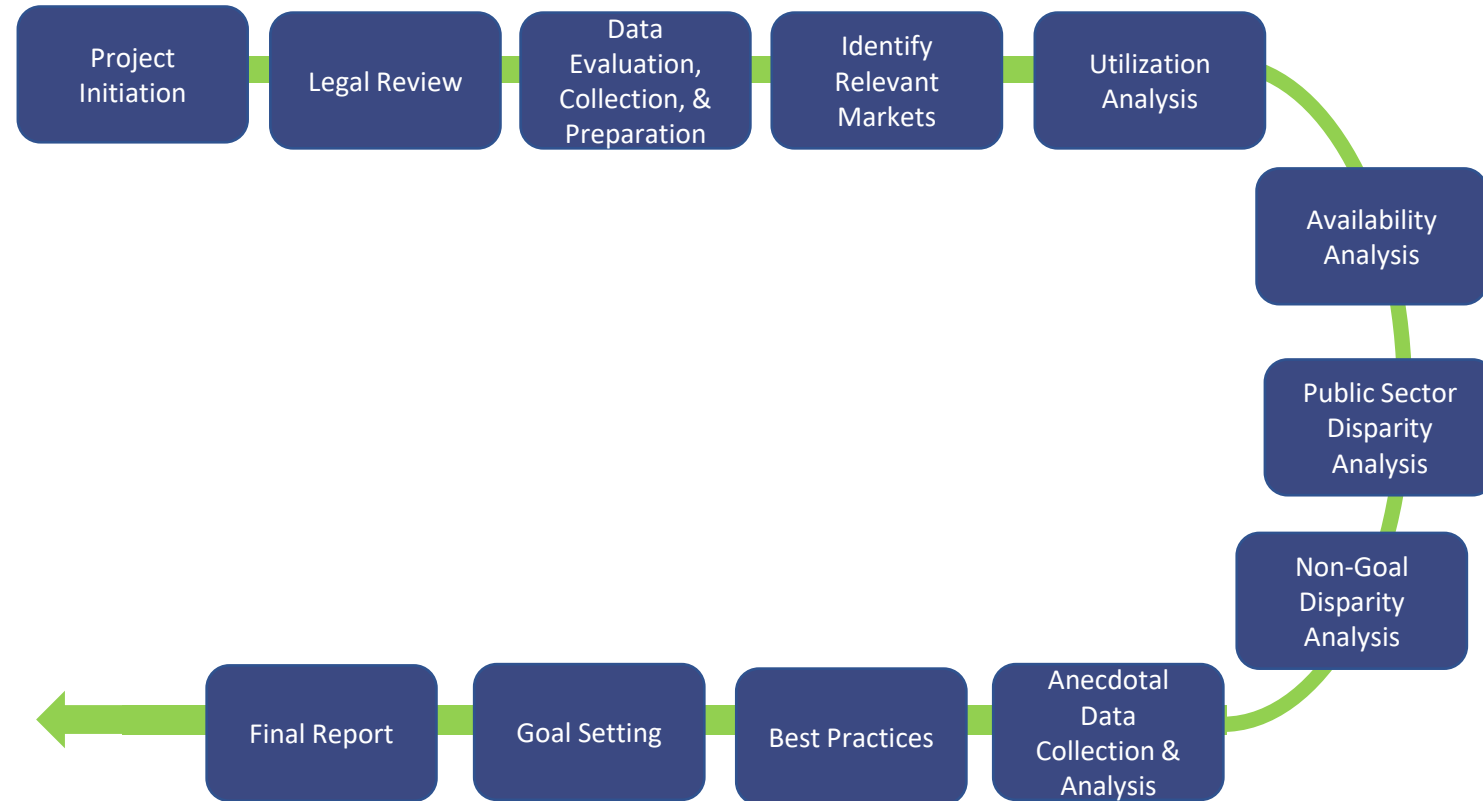 Project
Initiation
Legal Review
Data
Evaluation,
Collection, &
Preparation
Identify
Relevant
Markets
Utilization
Analysis
Availability
Analysis
Public Sector
Disparity
Analysis
Non-Goal
Disparity
Analysis
Anecdotal
Data
Collection &
Analysis
Best Practices
Goal Setting
Final Report